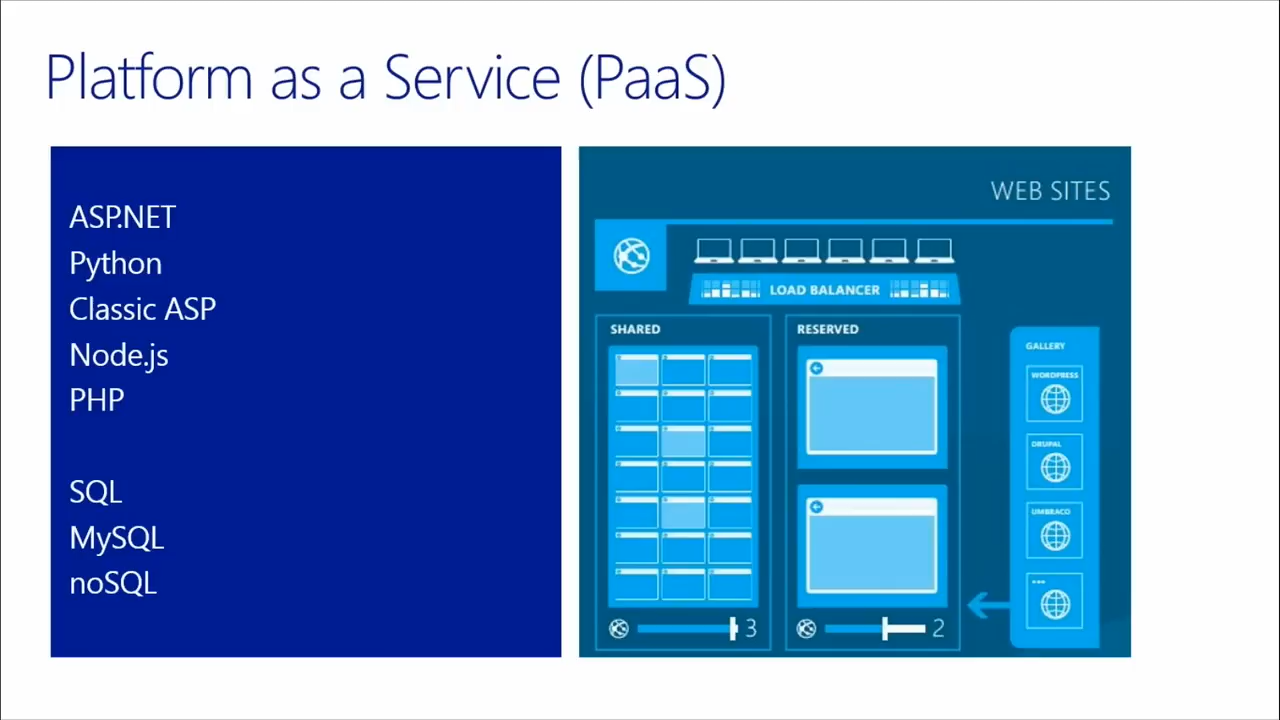 Platform as a Service (PaaS)
ASP.NET
Python
Classic ASP
Node.js
PHP
SQL
MySQL
noSQL
WEB SITES
LOAD BALANCER
SHARED
RESERVED
GALLERY
WORDPRESS
DRUPAL
UMBRACO
3
2